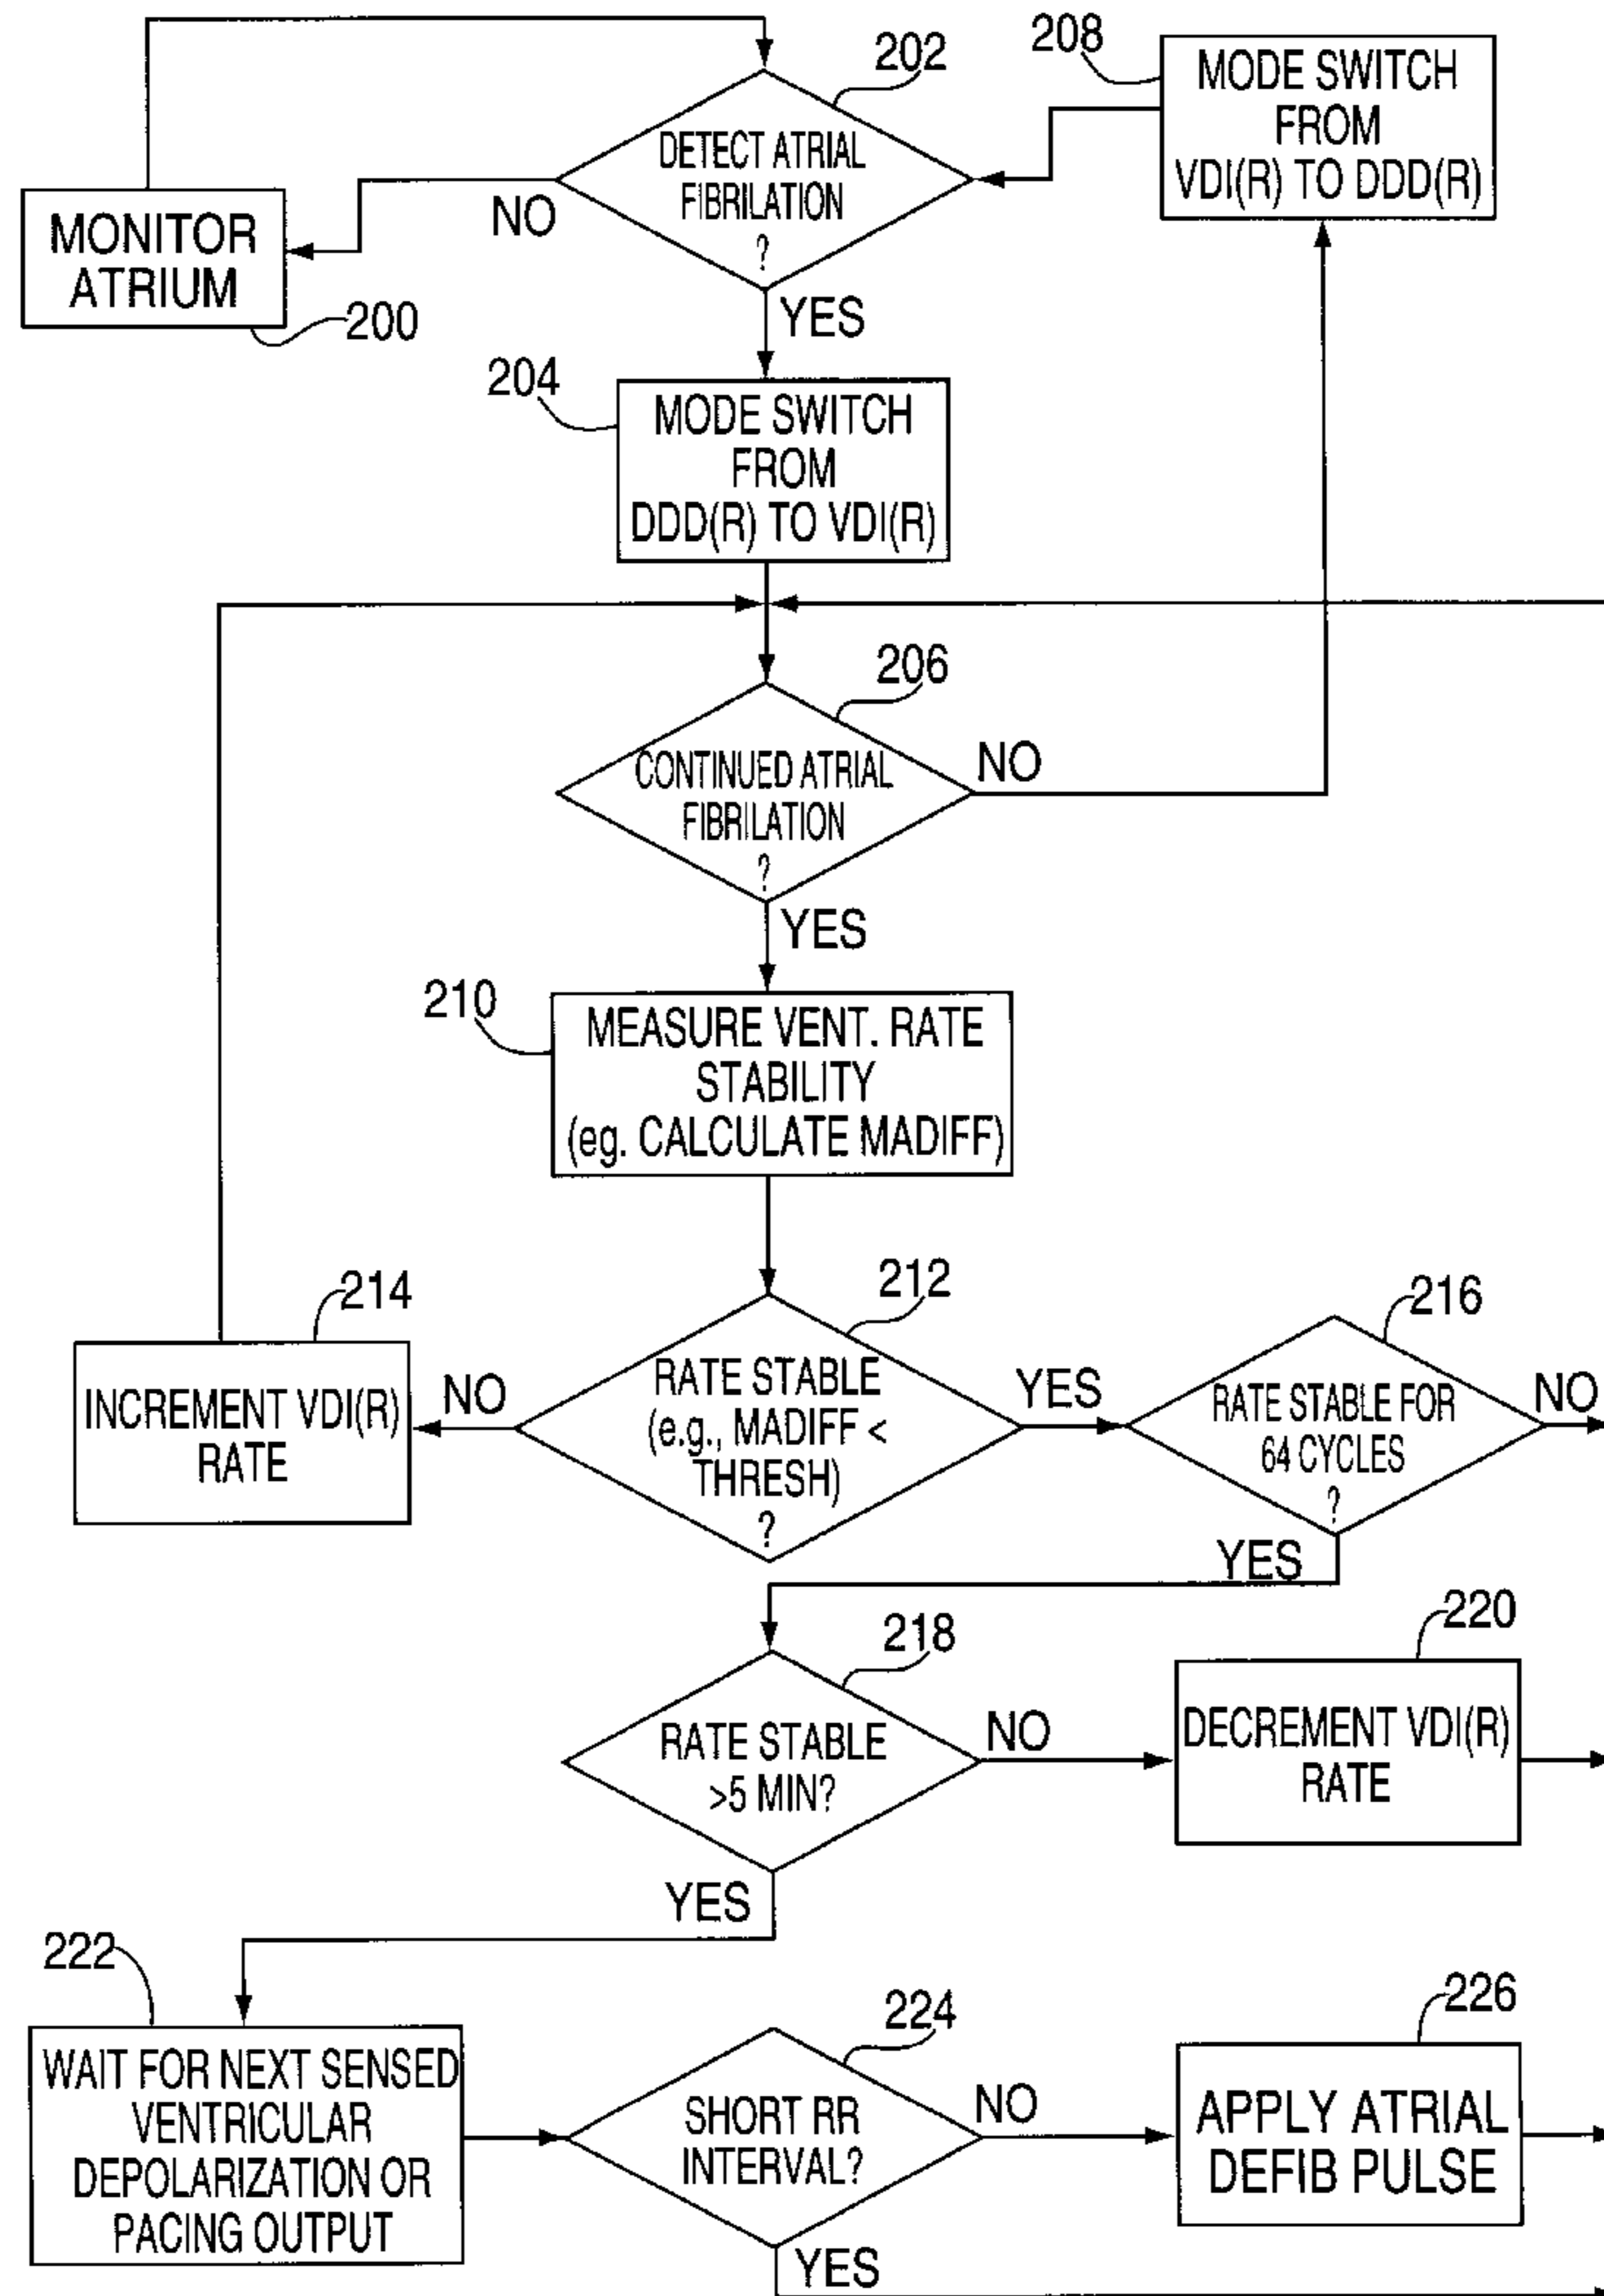 202
DETECT ATRIAL
FIBRILATION
?
NO
YES
208
MODE SWITCH
FROM
VDI(R) TO DDD(R)
MONITOR
ATRIUM
200
204
MODE SWITCH
FROM
DDD(R) TO VDI(R)
206
CONTINUED ATRIAL
FIBRILATION
?
NO
YES
210
MEASURE VENT. RATE
STABILITY
(eg. CALCULATE MADIFF)
212
RATE STABLE
(e.g., MADIFF <
THRESH)
?
NO
YES
214
INCREMENT VDI(R)
RATE
216
RATE STABLE FOR
64 CYCLES
?
NO
YES
218
RATE STABLE
>5 MIN?
NO
YES
220
DECREMENT VDI(R)
RATE
222
WAIT FOR NEXT SENSED
VENTRICULAR
DEPOLARIZATION OR
PACING OUTPUT
224
SHORT RR
INTERVAL?
NO
YES
226
APPLY ATRIAL
DEFIB PULSE